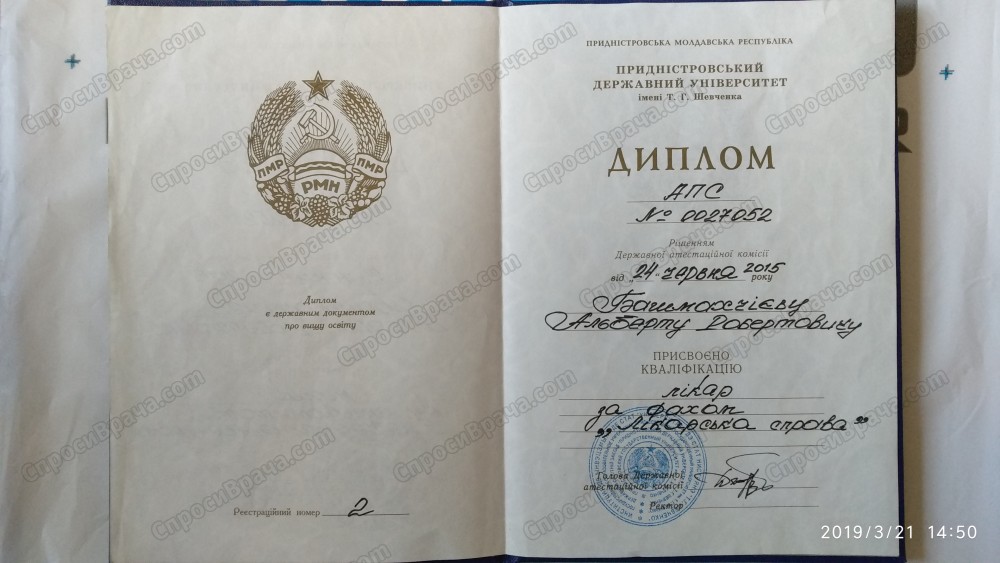 ПМР
ПМР
РМН
Диплом
є державним документом
про вищу освіту
Реєстраційний номер 2
ПРИДНІСТРОВСЬКА МОЛДАВСЬКА РЕСПУБЛІКА
ПРИДНІСТРОВСЬКИЙ
ДЕРЖАВНИЙ УНІВЕРСИТЕТ
імені Т. Г. Шевченка
ДИПЛОМ
АПС
№ 0027052
Рішенням
Державної атестаційної комісії
від „24" червня 2015 року
Альберту Робертовичу
ПРИСВОЄНО
КВАЛІФІКАЦІЮ
лікар
за фахом
„Лікарська справа"
Голова Державної
атестаційної комісії
Ректор
2019/3/21 14:50
СпросиВрача.com